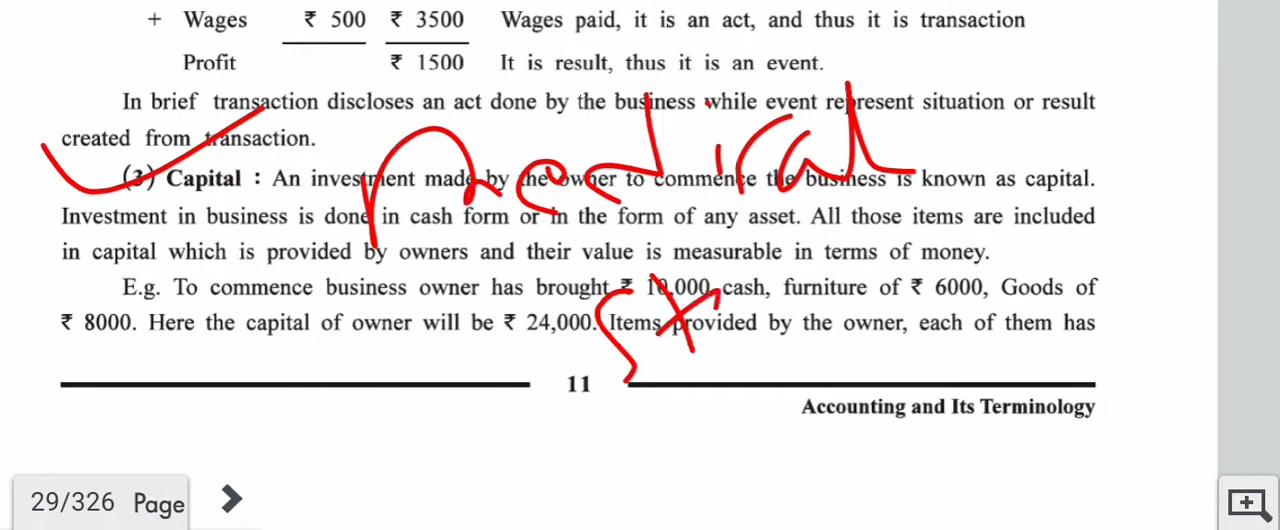 + Wages ₹ 500 ₹ 3500 Wages paid, it is an act, and thus it is transaction
Profit ₹ 1500 It is result, thus it is an event.
In brief transaction discloses an act done by the business while event represent situation or result
created from transaction.
(3) Capital : An investment made by the owner to commence the business is known as capital.
Investment in business is done in cash form or in the form of any asset. All those items are included
in capital which is provided by owners and their value is measurable in terms of money.
E.g. To commence business owner has brought ₹ 10,000 cash, furniture of ₹ 6000, Goods of
₹ 8000. Here the capital of owner will be ₹ 24,000. Items provided by the owner, each of them has
11
Accounting and Its Terminology
29/326 Page